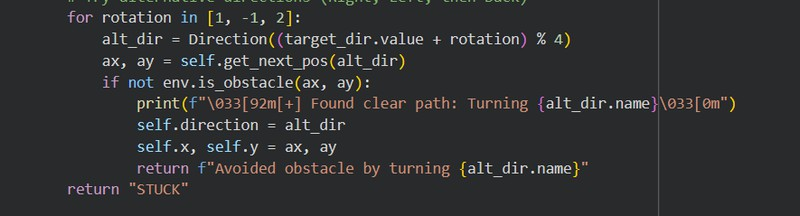 # Try alternative directions (Right, Left, then Back)
for rotation in [1, -1, 2]:
    alt_dir = Direction((target_dir.value + rotation) % 4)
    ax, ay = self.get_next_pos(alt_dir)
    if not env.is_obstacle(ax, ay):
        print(f"\033[92m[+] Found clear path: Turning {alt_dir.name}\033[0m")
        self.direction = alt_dir
        self.x, self.y = ax, ay
        return f"Avoided obstacle by turning {alt_dir.name}"
return "STUCK"